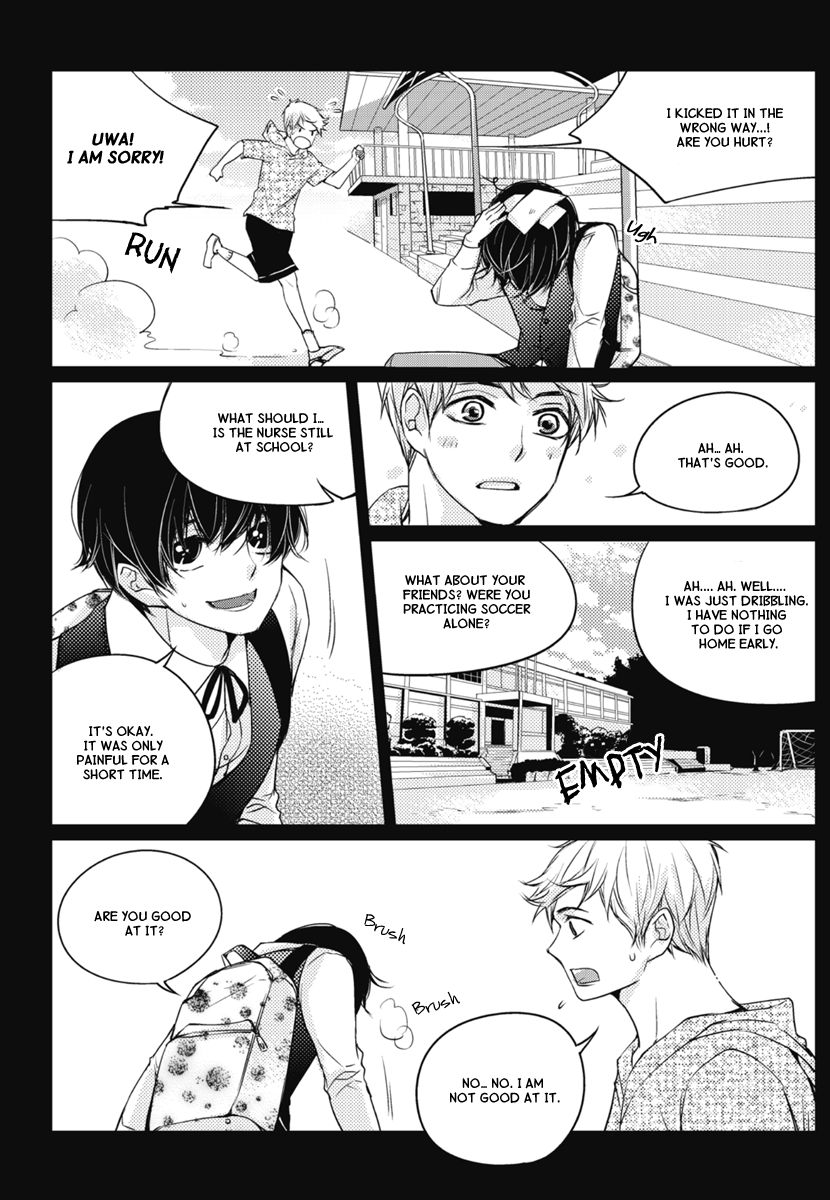 UWA!
I AM SORRY!
RUN
I KICKED IT IN THE
WRONG WAY...!
ARE YOU HURT?
Ugh
WHAT SHOULD I...
IS THE NURSE STILL
AT SCHOOL?
IT'S OKAY.
IT WAS ONLY
PAINFUL FOR A
SHORT TIME.
AH... AH.
THAT'S GOOD.
WHAT ABOUT YOUR
FRIENDS? WERE YOU
PRACTICING SOCCER
ALONE?
AH.... AH. WELL....
I WAS JUST DRIBBLING.
I HAVE NOTHING
TO DO IF I GO
HOME EARLY.
EMPTY
ARE YOU GOOD
AT IT?
Brush
Brush
NO... NO. I AM
NOT GOOD AT IT.